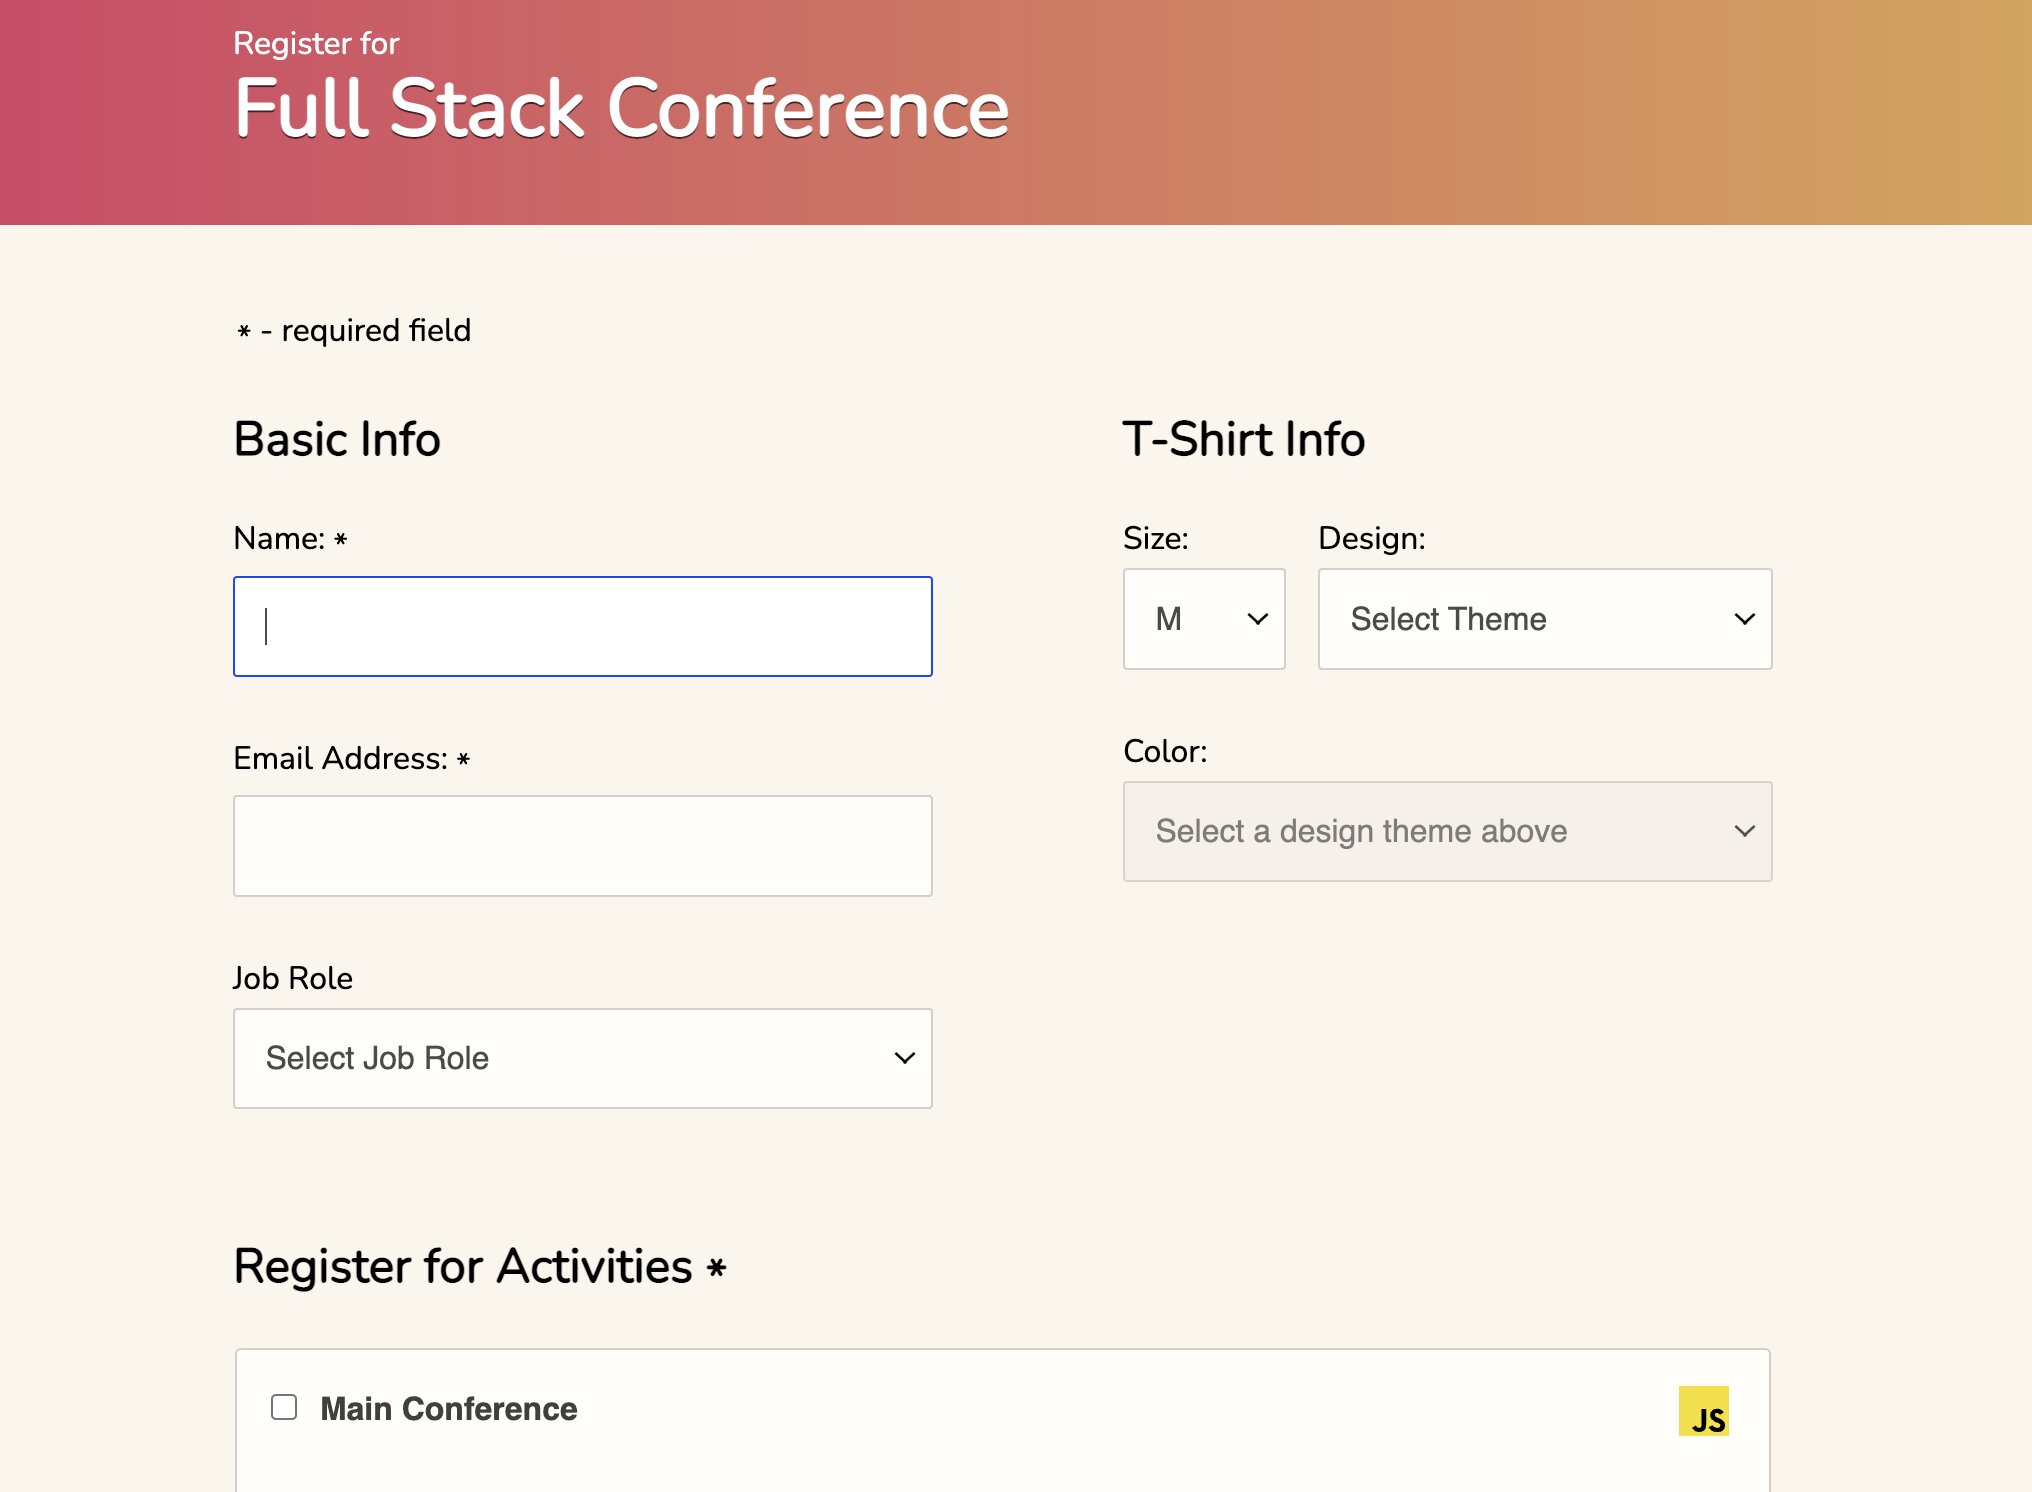 Register for
Full Stack Conference
* - required field
Basic Info
Name: *
Email Address: *
Job Role
Select Job Role
T-Shirt Info
Size:
Design:
M
Select Theme
Color:
Select a design theme above
Register for Activities *
Main Conference
JS